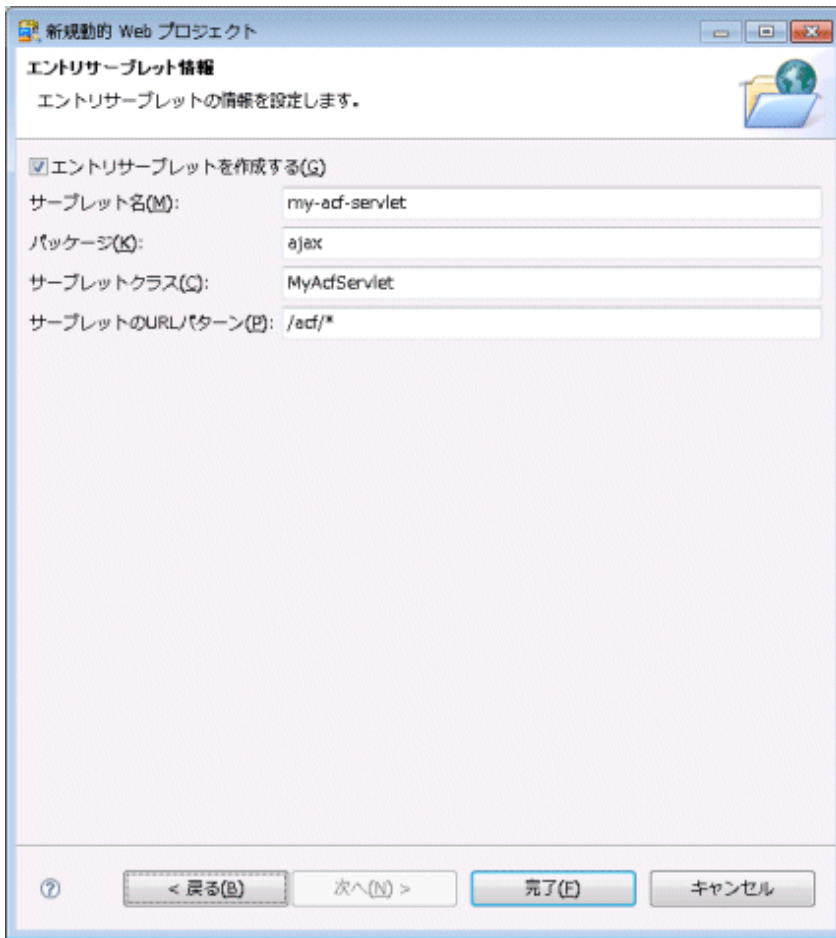 新規動的 Web プロジェクト
エントリサーブレット情報
エントリサーブレットの情報を設定します。
エントリサーブレットを作成する(G)
サーブレット名(M): my-acf-servlet
パッケージ(K): ajax
サーブレットクラス(C): MyAcfServlet
サーブレットのURLパターン(P): /acf/*
< 戻る(B) 次へ(N) > 完了(F) キャンセル